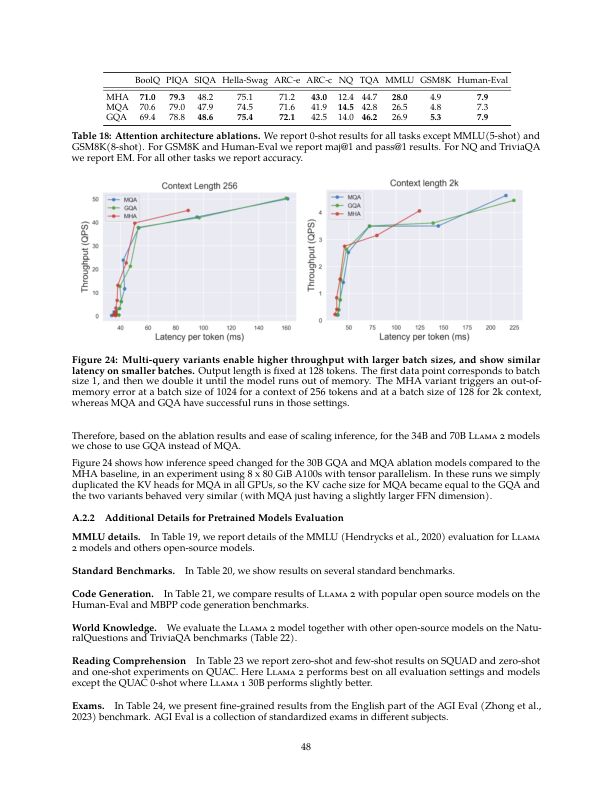 BoolQ PIQA SIQA Hella-Swag ARC-e ARC-c NQ TQA MMLU GSM8K Human-Eval
MHA 71.0 79.3 48.2 75.1 71.2 43.0 12.4 44.7 28.0 4.9 7.9
MQA 70.6 79.0 47.9 74.5 71.6 41.9 14.5 42.8 26.5 4.8 7.3
GQA 69.4 78.8 48.6 75.4 72.1 42.5 14.0 46.2 26.9 5.3 7.9
Table 18: Attention architecture ablations. We report 0-shot results for all tasks except MMLU(5-shot) and
GSM8K(8-shot). For GSM8K and Human-Eval we report maj@1 and pass@1 results. For NQ and TriviaQA
we report EM. For all other tasks we report accuracy.
Context Length 256
Throughput (QPS)
50
40
30
20
10
0
MQA
GQA
MHA
40 60 80 100 120 140 160
Latency per token (ms)
Context length 2k
Throughput (QPS)
4
3
2
1
0
MQA
GQA
MHA
50 75 100 125 150 175 200 225
Latency per token (ms)
Figure 24: Multi-query variants enable higher throughput with larger batch sizes, and show similar
latency on smaller batches. Output length is fixed at 128 tokens. The first data point corresponds to batch
size 1, and then we double it until the model runs out of memory. The MHA variant triggers an out-of-
memory error at a batch size of 1024 for a context of 256 tokens and at a batch size of 128 for 2k context,
whereas MQA and GQA have successful runs in those settings.
Therefore, based on the ablation results and ease of scaling inference, for the 34B and 70B Llama 2 models
we chose to use GQA instead of MQA.
Figure 24 shows how inference speed changed for the 30B GQA and MQA ablation models compared to the
MHA baseline, in an experiment using 8 x 80 GiB A100s with tensor parallelism. In these runs we simply
duplicated the KV heads for MQA in all GPUs, so the KV cache size for MQA became equal to the GQA and
the two variants behaved very similar (with MQA just having a slightly larger FFN dimension).
A.2.2 Additional Details for Pretrained Models Evaluation
MMLU details. In Table 19, we report details of the MMLU (Hendrycks et al., 2020) evaluation for Llama
2 models and others open-source models.
Standard Benchmarks. In Table 20, we show results on several standard benchmarks.
Code Generation. In Table 21, we compare results of Llama 2 with popular open source models on the
Human-Eval and MBPP code generation benchmarks.
World Knowledge. We evaluate the Llama 2 model together with other open-source models on the Natu-
ralQuestions and TriviaQA benchmarks (Table 22).
Reading Comprehension In Table 23 we report zero-shot and few-shot results on SQUAD and zero-shot
and one-shot experiments on QUAC. Here Llama 2 performs best on all evaluation settings and models
except the QUAC 0-shot where Llama 1 30B performs slightly better.
Exams. In Table 24, we present fine-grained results from the English part of the AGI Eval (Zhong et al.,
2023) benchmark. AGI Eval is a collection of standardized exams in different subjects.
48